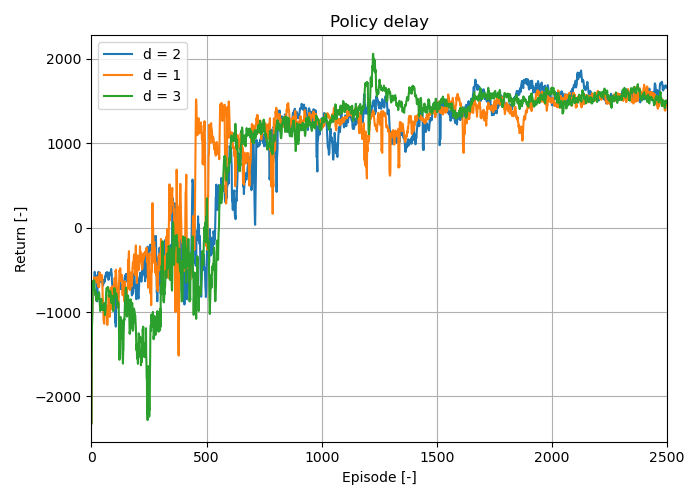 Policy delay
d = 2
d = 1
d = 3
2000
1000
0
−1000
−2000
Return [-]
0 500 1000 1500 2000 2500
Episode [-]